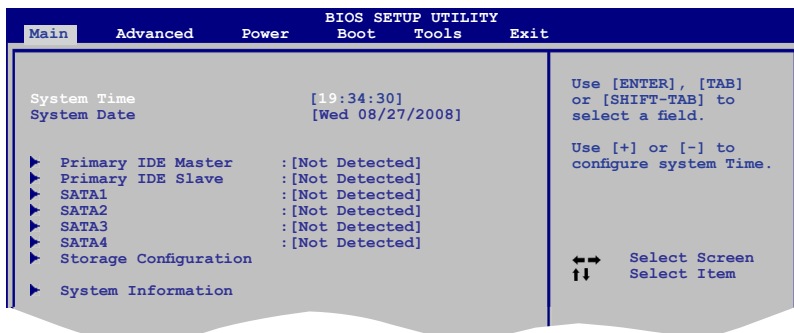 BIOS SETUP UTILITY
Main Advanced Power Boot Tools Exit
System Time [19:34:30]
System Date [Wed 08/27/2008]
Primary IDE Master :[Not Detected]
Primary IDE Slave :[Not Detected]
SATA1 :[Not Detected]
SATA2 :[Not Detected]
SATA3 :[Not Detected]
SATA4 :[Not Detected]
Storage Configuration
System Information
Use [ENTER], [TAB]
or [SHIFT-TAB] to
select a field.
Use [+] or [-] to
configure system Time.
←→ Select Screen
↑↓ Select Item